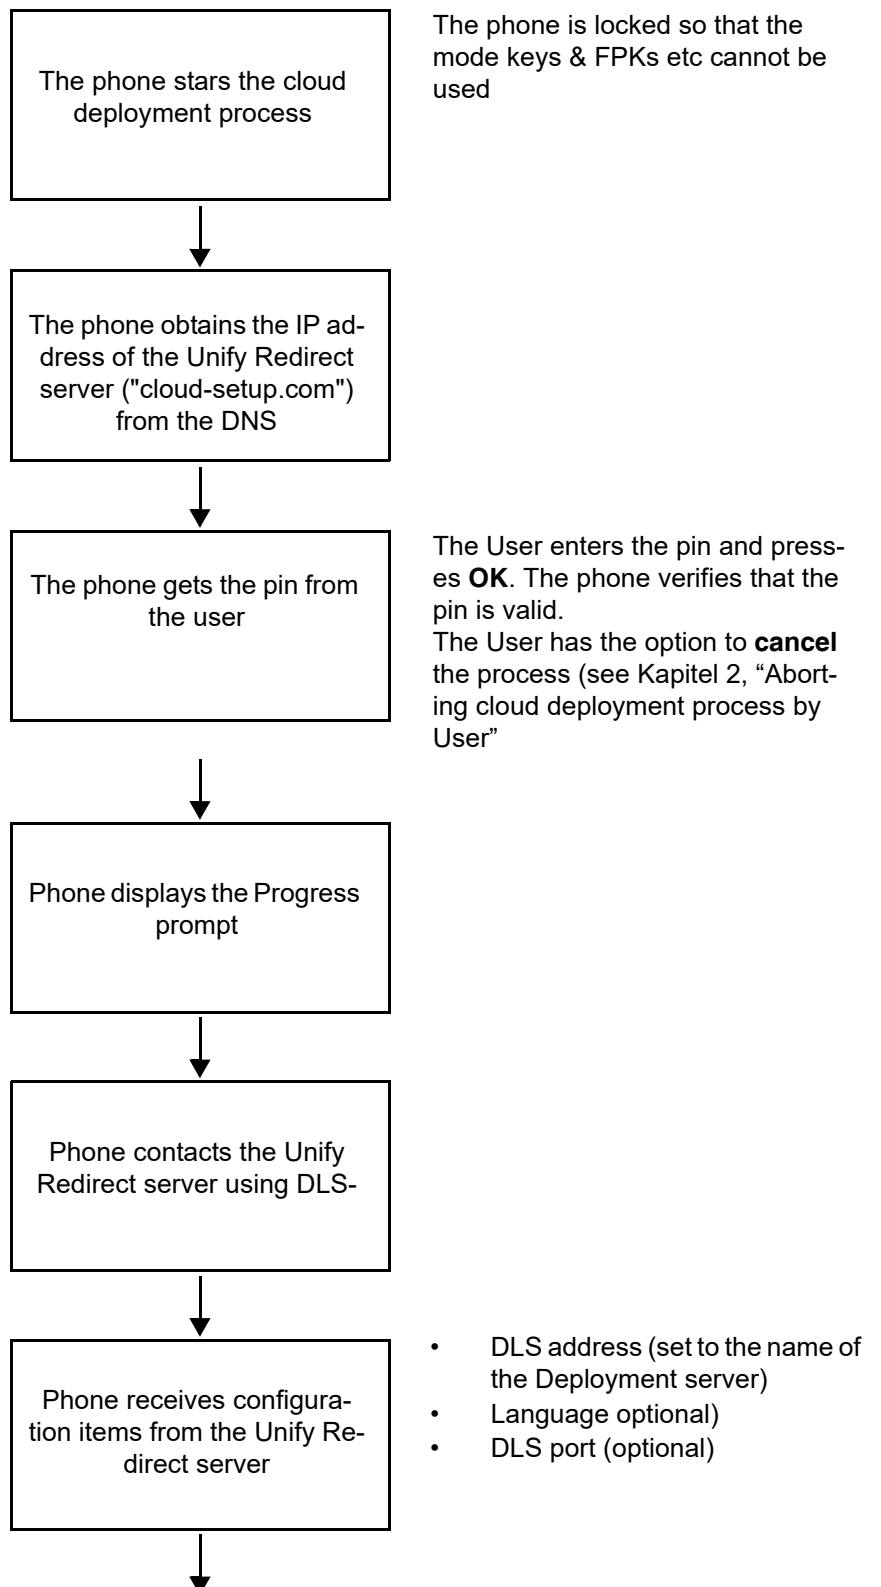 The phone stars the cloud
deployment process
The phone is locked so that the
mode keys & FPKs etc cannot be
used
The phone obtains the IP ad-
dress of the Unify Redirect
server ("cloud-setup.com")
from the DNS
The phone gets the pin from
the user
The User enters the pin and press-
es OK. The phone verifies that the
pin is valid.
The User has the option to cancel
the process (see Kapitel 2, “Abort-
ing cloud deployment process by
User”
Phone displays the Progress
prompt
Phone contacts the Unify
Redirect server using DLS-
Phone receives configura-
tion items from the Unify Re-
direct server
• DLS address (set to the name of
the Deployment server)
• Language optional)
• DLS port (optional)